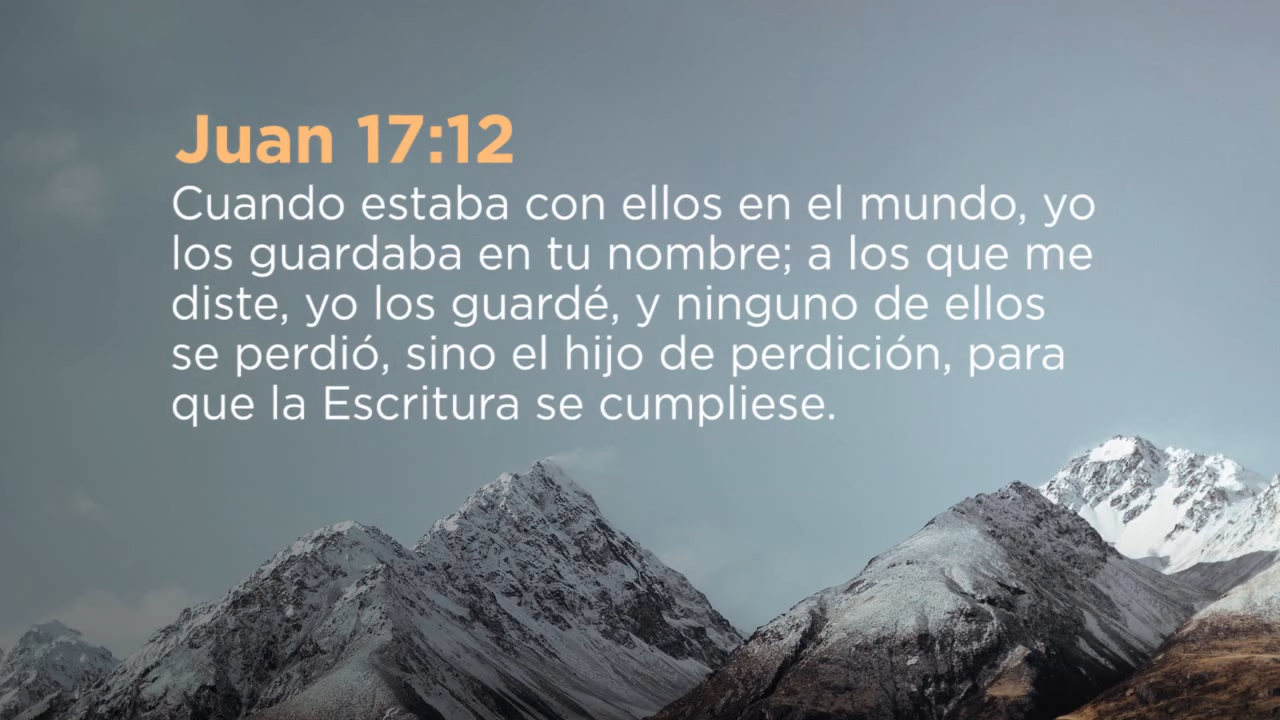 Juan 17:12
Cuando estaba con ellos en el mundo, yo
los guardaba en tu nombre; a los que me
diste, yo los guardé, y ninguno de ellos
se perdió, sino el hijo de perdición, para
que la Escritura se cumpliese.